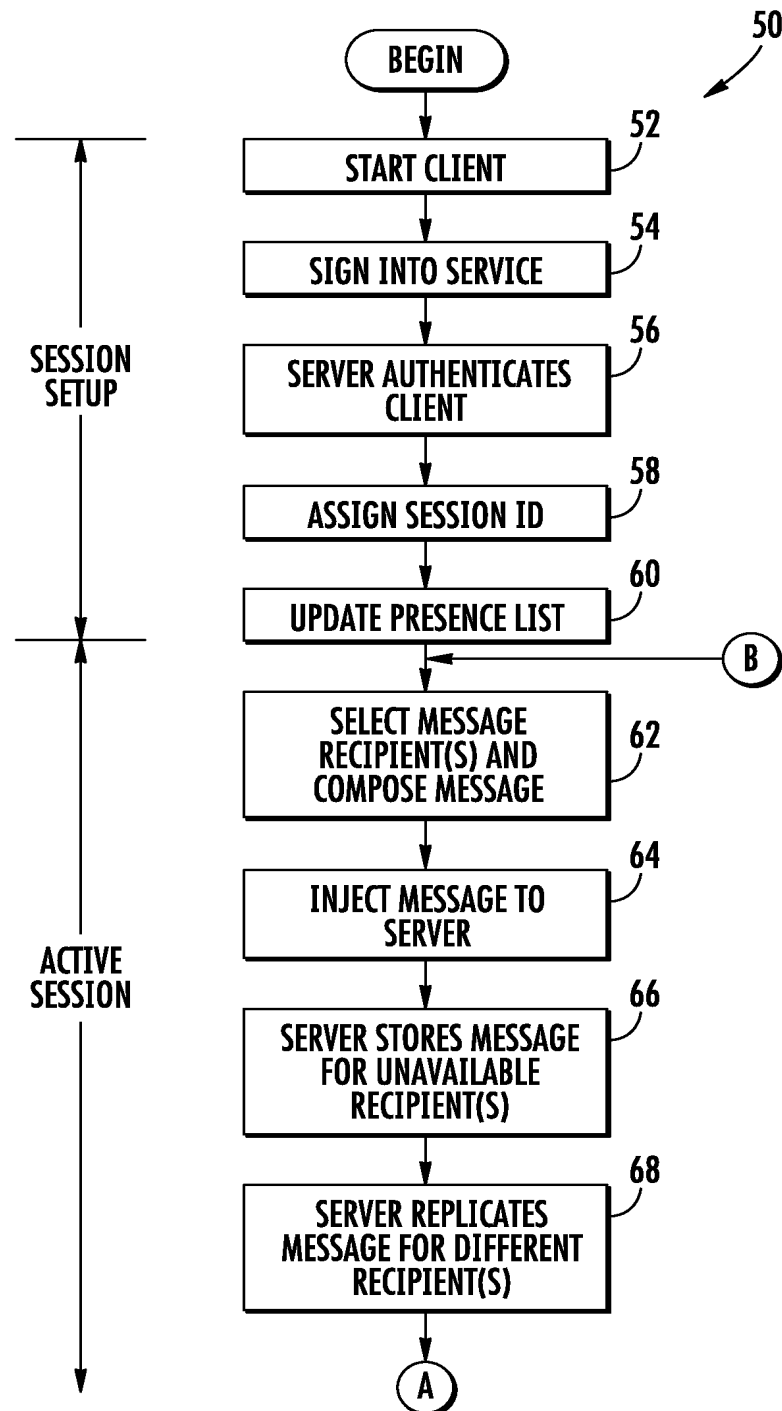 50
BEGIN
52
START CLIENT
54
SIGN INTO SERVICE
56
SERVER AUTHENTICATES
CLIENT
SESSION
SETUP
58
ASSIGN SESSION ID
60
UPDATE PRESENCE LIST
B
SELECT MESSAGE
RECIPIENT(S) AND
COMPOSE MESSAGE
62
64
INJECT MESSAGE TO
SERVER
ACTIVE
SESSION
66
SERVER STORES MESSAGE
FOR UNAVAILABLE
RECIPIENT(S)
68
SERVER REPLICATES
MESSAGE FOR DIFFERENT
RECIPIENT(S)
A